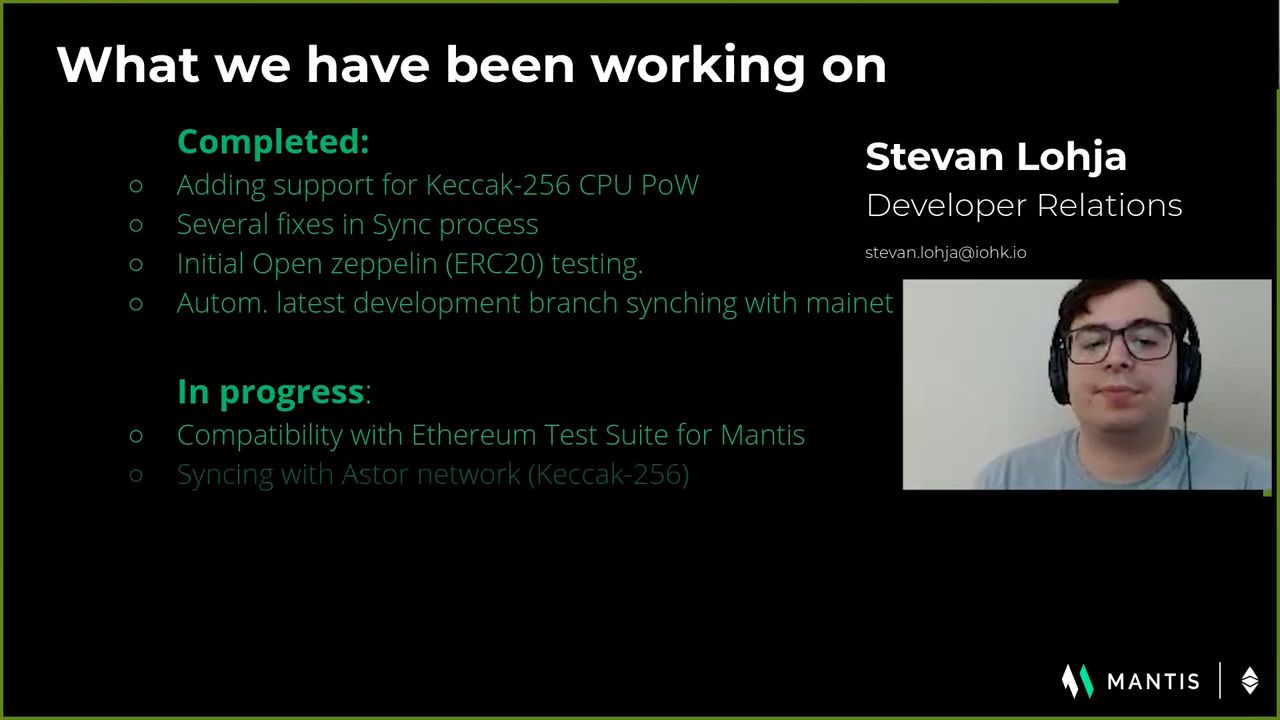 What we have been working on
Completed:
Adding support for Keccak-256 CPU PoW
Several fixes in Sync process
Initial Open zeppelin (ERC20) testing.
Autom. latest development branch synching with mainet
In progress:
Compatibility with Ethereum Test Suite for Mantis
Syncing with Astor network (Keccak-256)
Stevan Lohja
Developer Relations
stevan.lohja@iohk.io
MANTIS